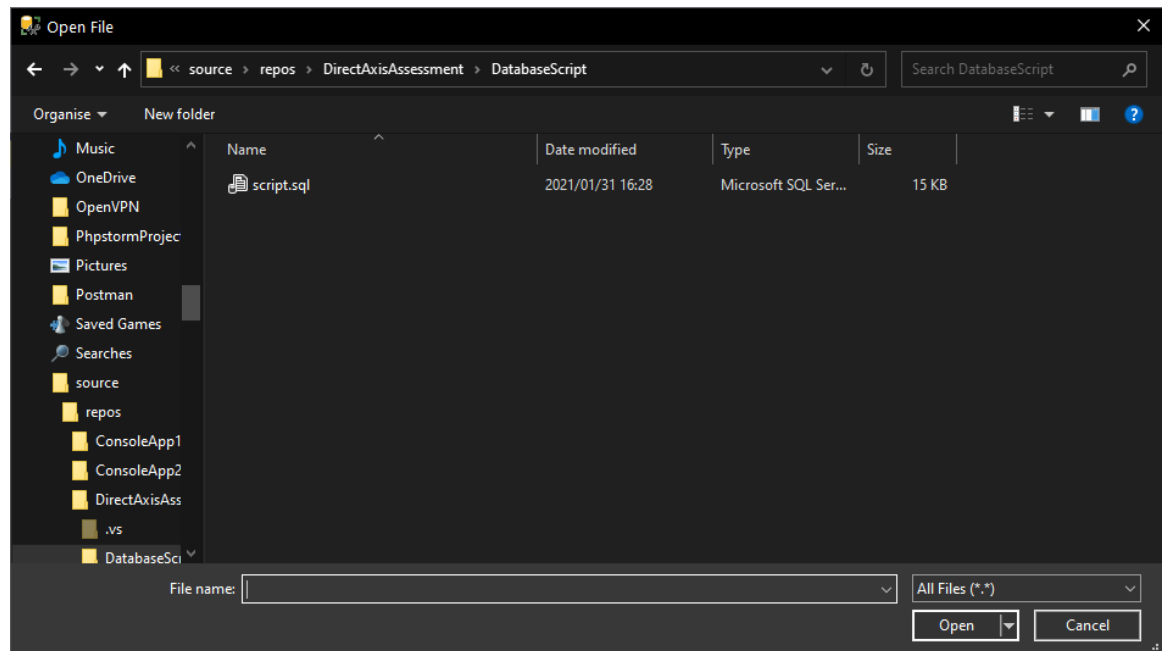 Open File
« source › repos › DirectAxisAssessment › DatabaseScript
Search DatabaseScript
Organise
New folder
?
Name
Date modified
Type
Size
script.sql
2021/01/31 16:28
Microsoft SQL Ser...
15 KB
Music
OneDrive
OpenVPN
PhpstormProjec
Pictures
Postman
Saved Games
Searches
source
repos
ConsoleApp1
ConsoleApp2
DirectAxisAss
.vs
DatabaseScr
File name:
All Files (*.*)
Open
Cancel